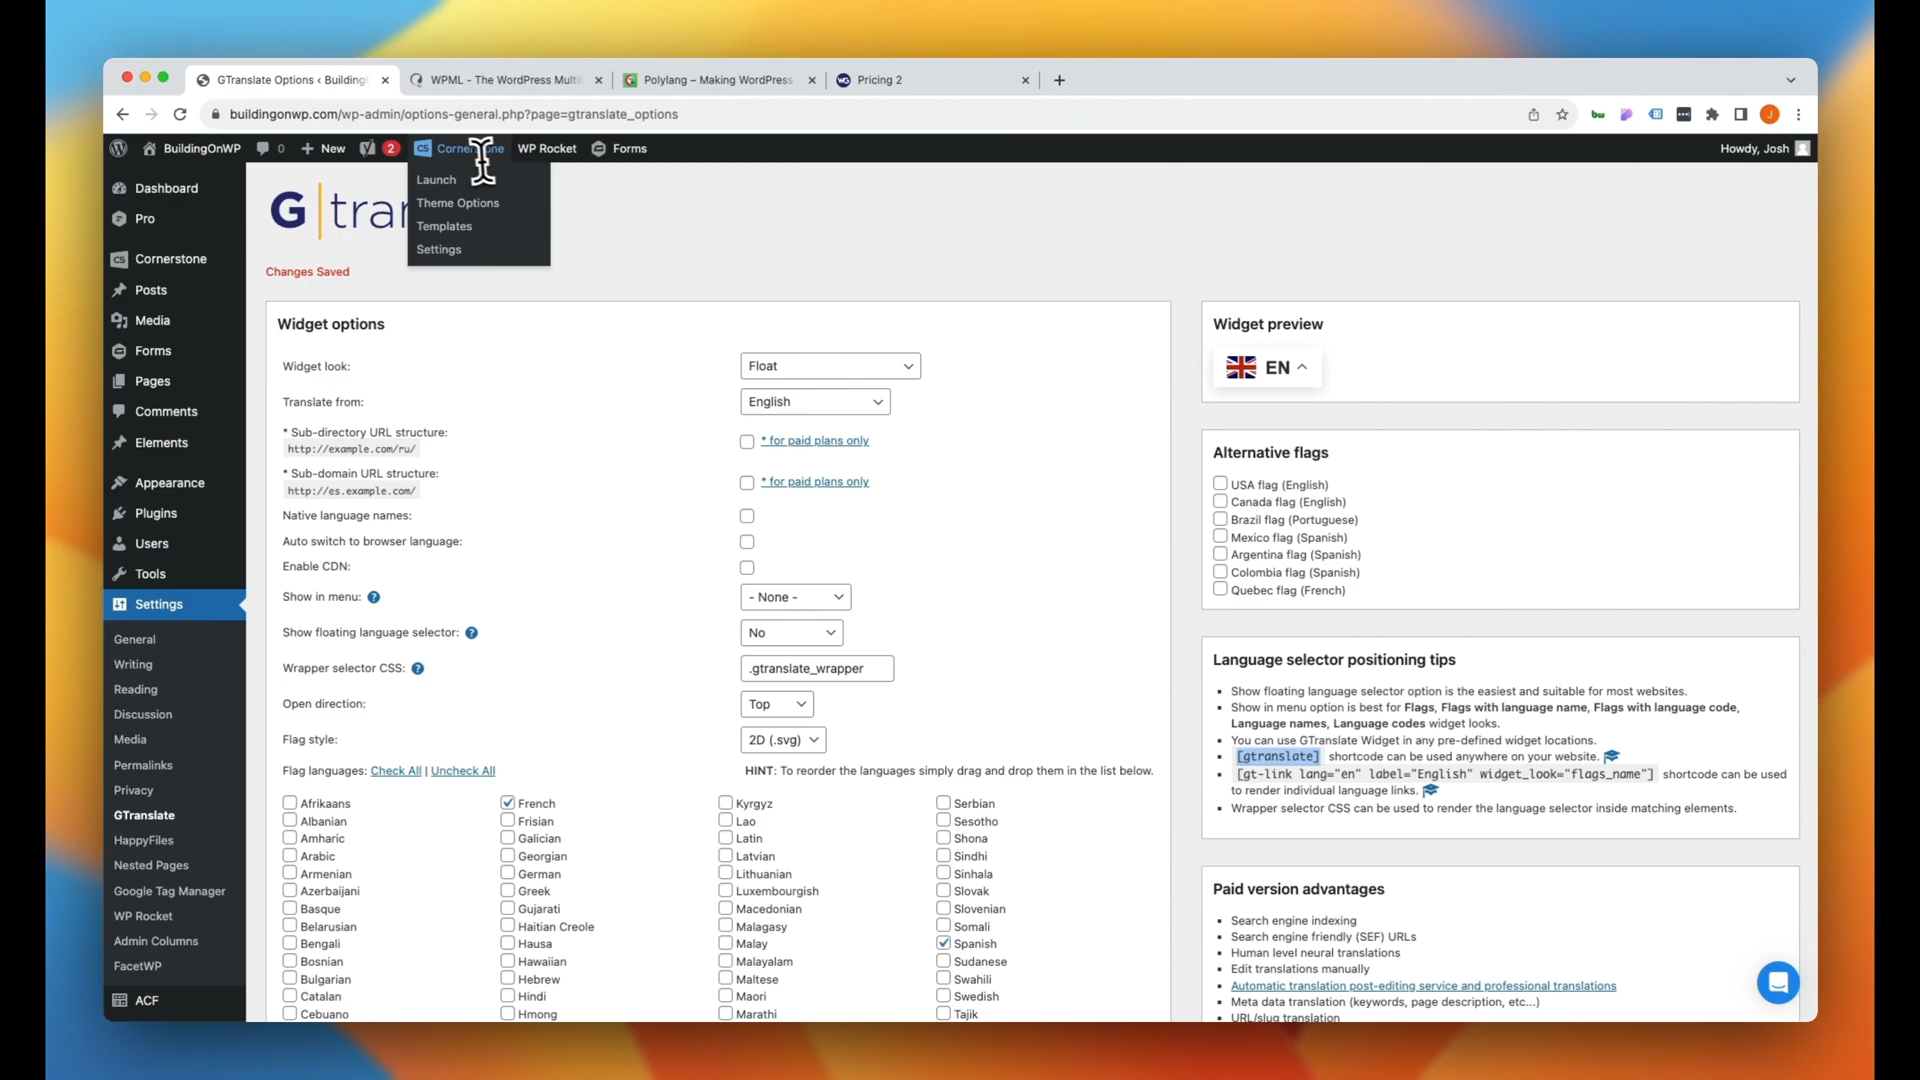 GTranslate Options ‹ Building
WPML - The WordPress Multi
Polylang – Making WordPress
WG Pricing 2
buildingonwp.com/wp-admin/options-general.php?page=gtranslate_options
BuildingOnWP
0
New
2
CS
WP Rocket
Forms
Howdy, Josh
Launch
Theme Options
Templates
Settings
Dashboard
Pro
CS Cornerstone
Posts
Media
Forms
Pages
Comments
Elements
Appearance
Plugins
Users
Tools
Settings
General
Writing
Reading
Discussion
Media
Permalinks
Privacy
GTranslate
HappyFiles
Nested Pages
Google Tag Manager
WP Rocket
Admin Columns
FacetWP
ACF
G|tran
Changes Saved
Widget options
Widget look:
Float
Translate from:
English
* Sub-directory URL structure:
http://example.com/ru/
* for paid plans only
* Sub-domain URL structure:
http://es.example.com/
* for paid plans only
Native language names:
Auto switch to browser language:
Enable CDN:
Show in menu: ?
- None -
Show floating language selector: ?
No
Wrapper selector CSS: ?
.gtranslate_wrapper
Open direction:
Top
Flag style:
2D (.svg)
Flag languages: Check All | Uncheck All
HINT: To reorder the languages simply drag and drop them in the list below.
Afrikaans
Albanian
Amharic
Arabic
Armenian
Azerbaijani
Basque
Belarusian
Bengali
Bosnian
Bulgarian
Catalan
Cebuano
French
Frisian
Galician
Georgian
German
Greek
Gujarati
Haitian Creole
Hausa
Hawaiian
Hebrew
Hindi
Hmong
Kyrgyz
Lao
Latin
Latvian
Lithuanian
Luxembourgish
Macedonian
Malagasy
Malay
Malayalam
Maltese
Maori
Marathi
Serbian
Sesotho
Shona
Sindhi
Sinhala
Slovak
Slovenian
Somali
Spanish
Sudanese
Swahili
Swedish
Tajik
Widget preview
EN
Alternative flags
USA flag (English)
Canada flag (English)
Brazil flag (Portuguese)
Mexico flag (Spanish)
Argentina flag (Spanish)
Colombia flag (Spanish)
Quebec flag (French)
Language selector positioning tips
Show floating language selector option is the easiest and suitable for most websites.
Show in menu option is best for Flags, Flags with language name, Flags with language code,
Language names, Language codes widget looks.
You can use GTranslate Widget in any pre-defined widget locations.
[gtranslate] shortcode can be used anywhere on your website.
[gt-link lang="en" label="English" widget_look="flags_name"] shortcode can be used
to render individual language links.
Wrapper selector CSS can be used to render the language selector inside matching elements.
Paid version advantages
Search engine indexing
Search engine friendly (SEF) URLs
Human level neural translations
Edit translations manually
Automatic translation post-editing service and professional translations
Meta data translation (keywords, page description, etc...)
URL/slug translation